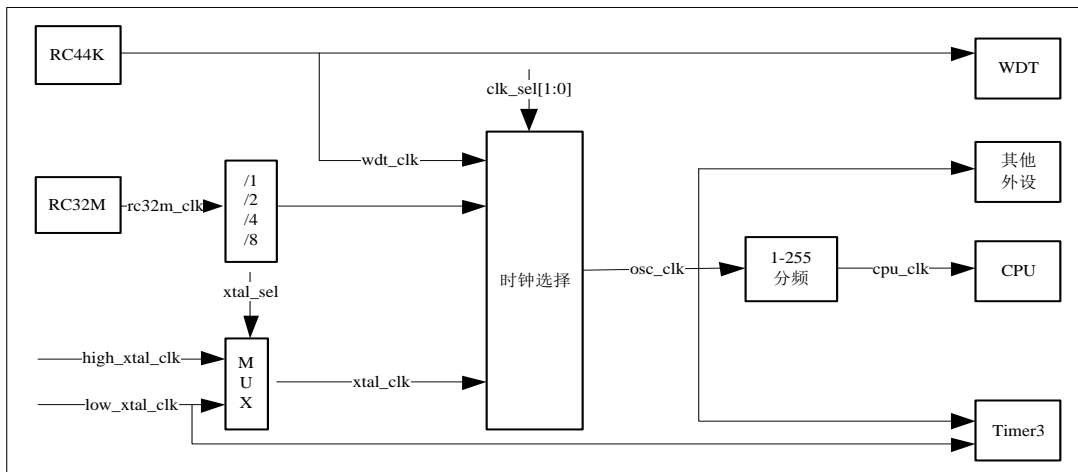 RC44K
WDT
clk_sel[1:0]
wdt_clk
其他
外设
RC32M
rc32m_clk
/1
/2
/4
/8
时钟选择
osc_clk
1-255
分频
cpu_clk
CPU
xtal_sel
high_xtal_clk
M
U
X
xtal_clk
low_xtal_clk
Timer3